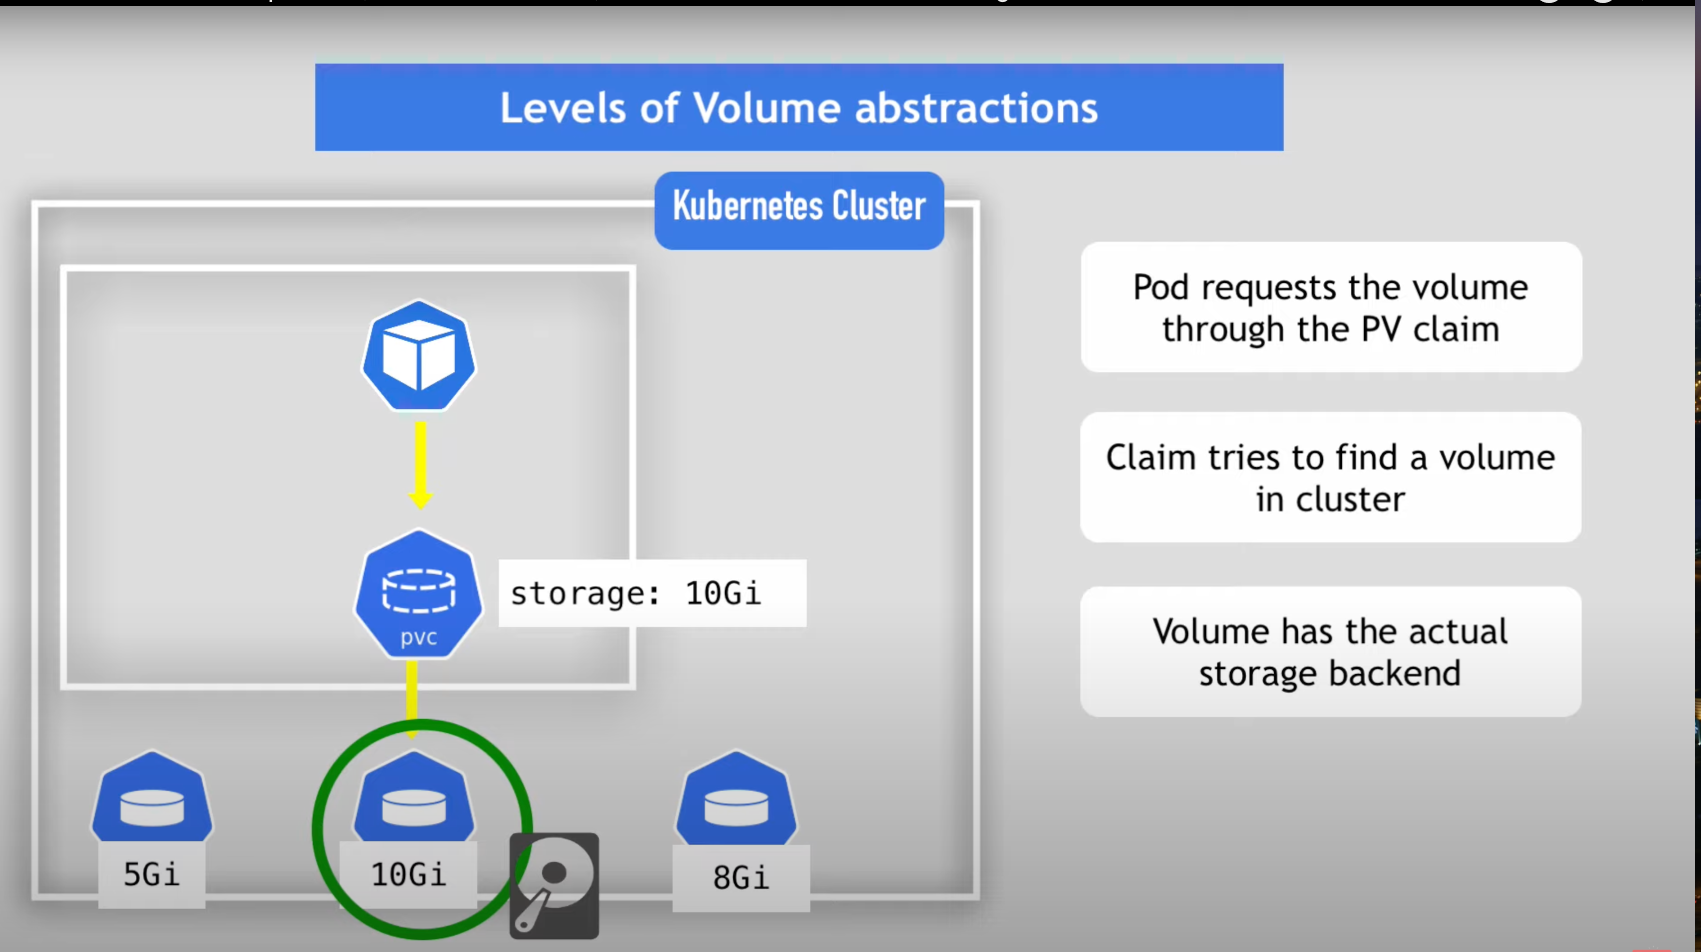 Levels of Volume abstractions
Kubernetes Cluster
Pod requests the volume
through the PV claim
Claim tries to find a volume
in cluster
storage: 10Gi
pvc
Volume has the actual
storage backend
5Gi
10Gi
8Gi